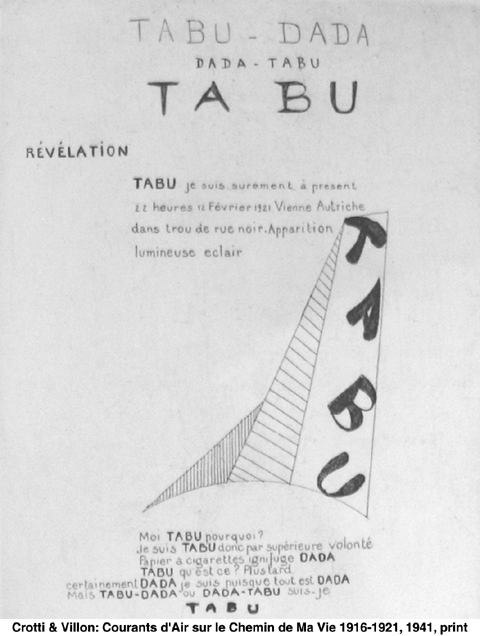 TABU - DADA
DADA - TABU
TA BU
RÉVÉLATION
TABU je suis surement à present
22 heures 12 Février 1921 Vienne Autriche
dans trou de rue noir. Apparition
lumineuse eclair
TABU
Moi TABU pourquoi?
Je suis TABU donc par supérieure volonté
Papier à cigarettes ignifuge DADA
TABU qu'est ce? Plus tard
certainement DADA je suis puisque tout est DADA
Mais TABU-DADA ou DADA-TABU suis-je
TABU
Crotti & Villon: Courants d'Air sur le Chemin de Ma Vie 1916-1921, 1941, print